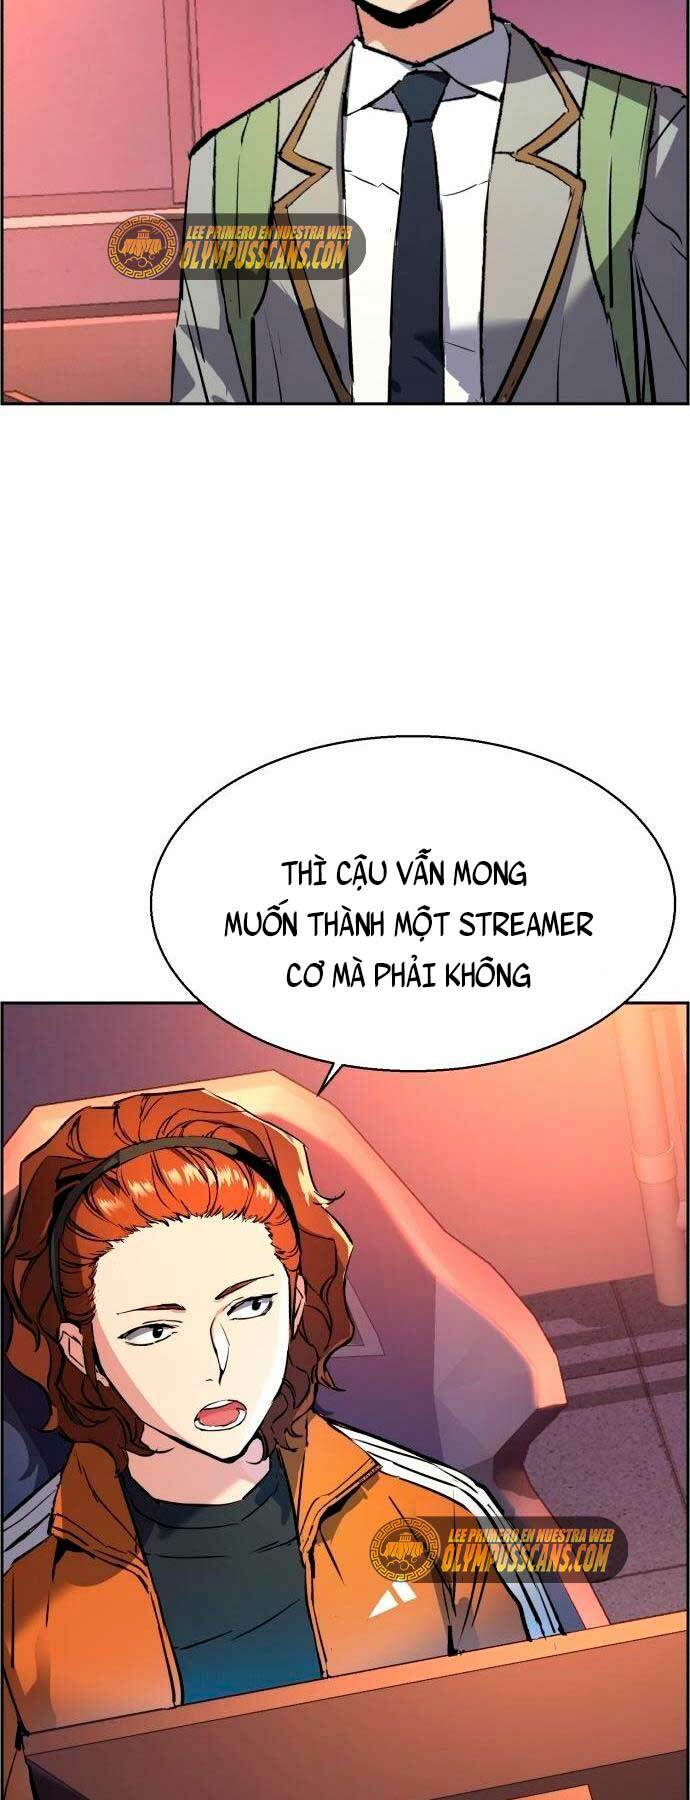 LEE PRIMERO EN NUESTRA WEB
OLYMPUSSCANS.COM
THÌ CẬU VẪN MONG
MUỐN THÀNH MỘT STREAMER
CƠ MÀ PHẢI KHÔNG
LEE PRIMERO EN NUESTRA WEB
OLYMPUSSCANS.COM